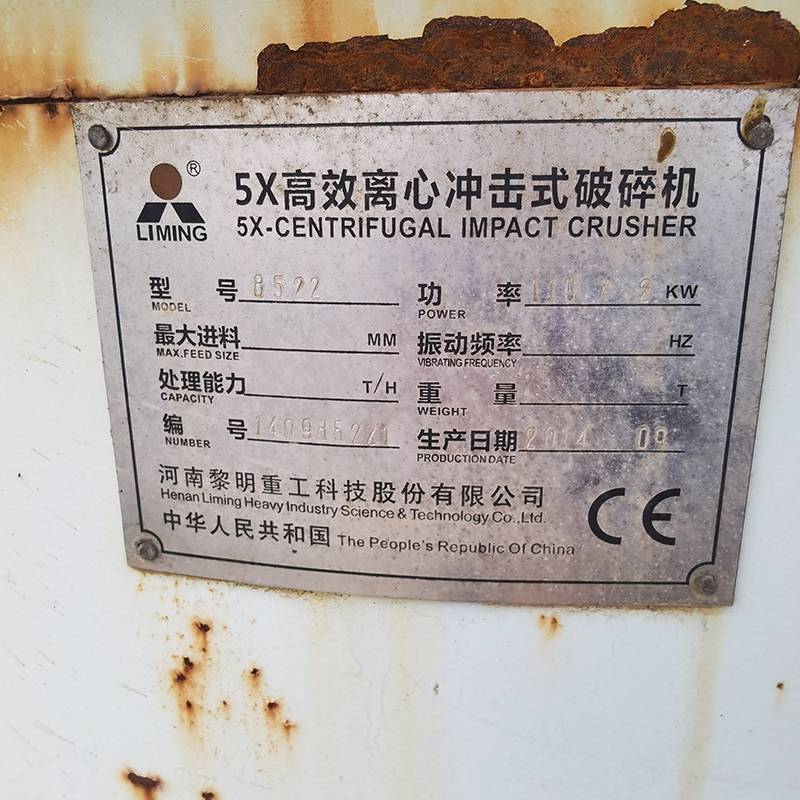 ®
LIMING
5X高效离心冲击式破碎机
5X-CENTRIFUGAL IMPACT CRUSHER
型 号 8522 功 率 110×2 KW
MODEL POWER
最大进料 MM 振动频率 HZ
MAX.FEED SIZE VIBRATING FREQUENCY
处理能力 T/H 重 量 T
CAPACITY WEIGHT
编 号 140985221 生产日期 2014 09
NUMBER PRODUCTION DATE
河南黎明重工科技股份有限公司
Henan Liming Heavy Industry Science & Technology Co.,Ltd.
中华人民共和国 The People's Republic Of China
CE